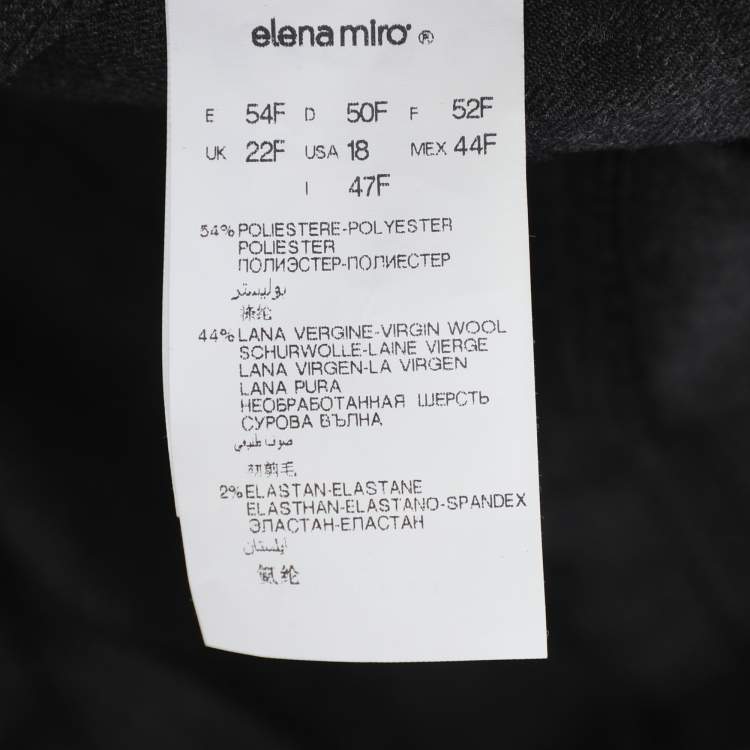 elena miro ®
E 54F D 50F F 52F
UK 22F USA 18 MEX 44F
I 47F
54% POLIESTERE-POLYESTER
POLIESTER
ПОЛИЭСТЕР-ПОЛИЕСТЕР
بوليستر
涤纶
44% LANA VERGINE-VIRGIN WOOL
SCHURWOLLE-LAINE VIERGE
LANA VIRGEN-LA VIRGEN
LANA PURA
НЕОБРАБОТАННАЯ ШЕРСТЬ
СУРОВА ВЪЛНА
صوف طبيعي
初剪毛
2% ELASTAN-ELASTANE
ELASTHAN-ELASTANO-SPANDEX
ЭЛАСТАН-ЕЛАСТАН
ايلستان
氨纶